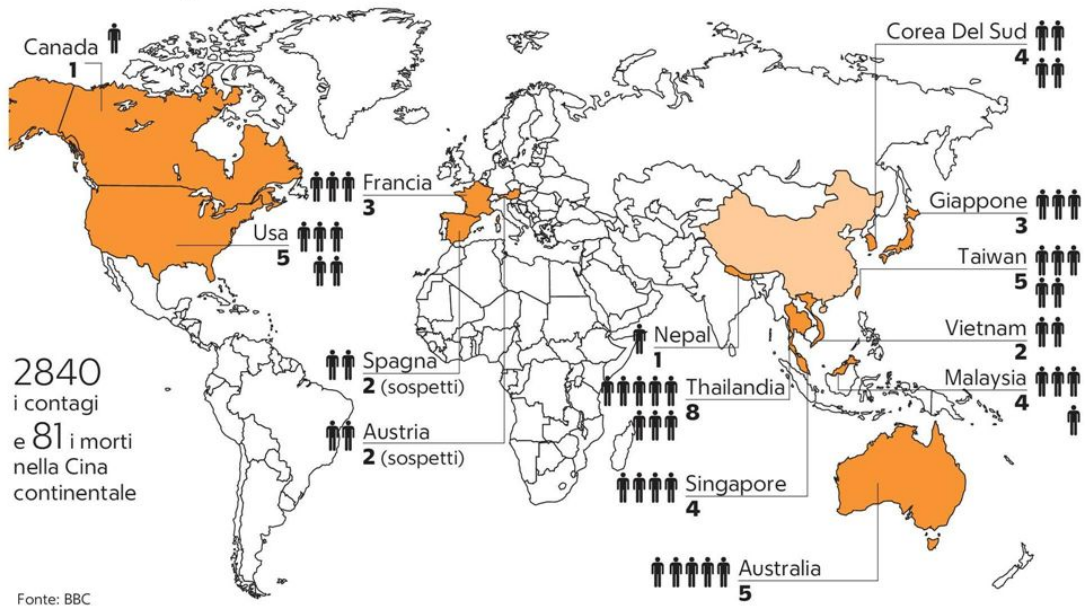 Canada
1
Corea Del Sud
4
Francia
3
Giappone
3
Usa
5
Taiwan
5
Nepal
1
Vietnam
2
2840
i contagi
e 81 i morti
nella Cina
continentale
Spagna
2 (sospetti)
Thailandia
8
Malaysia
4
Austria
2 (sospetti)
Singapore
4
Australia
5
Fonte: BBC